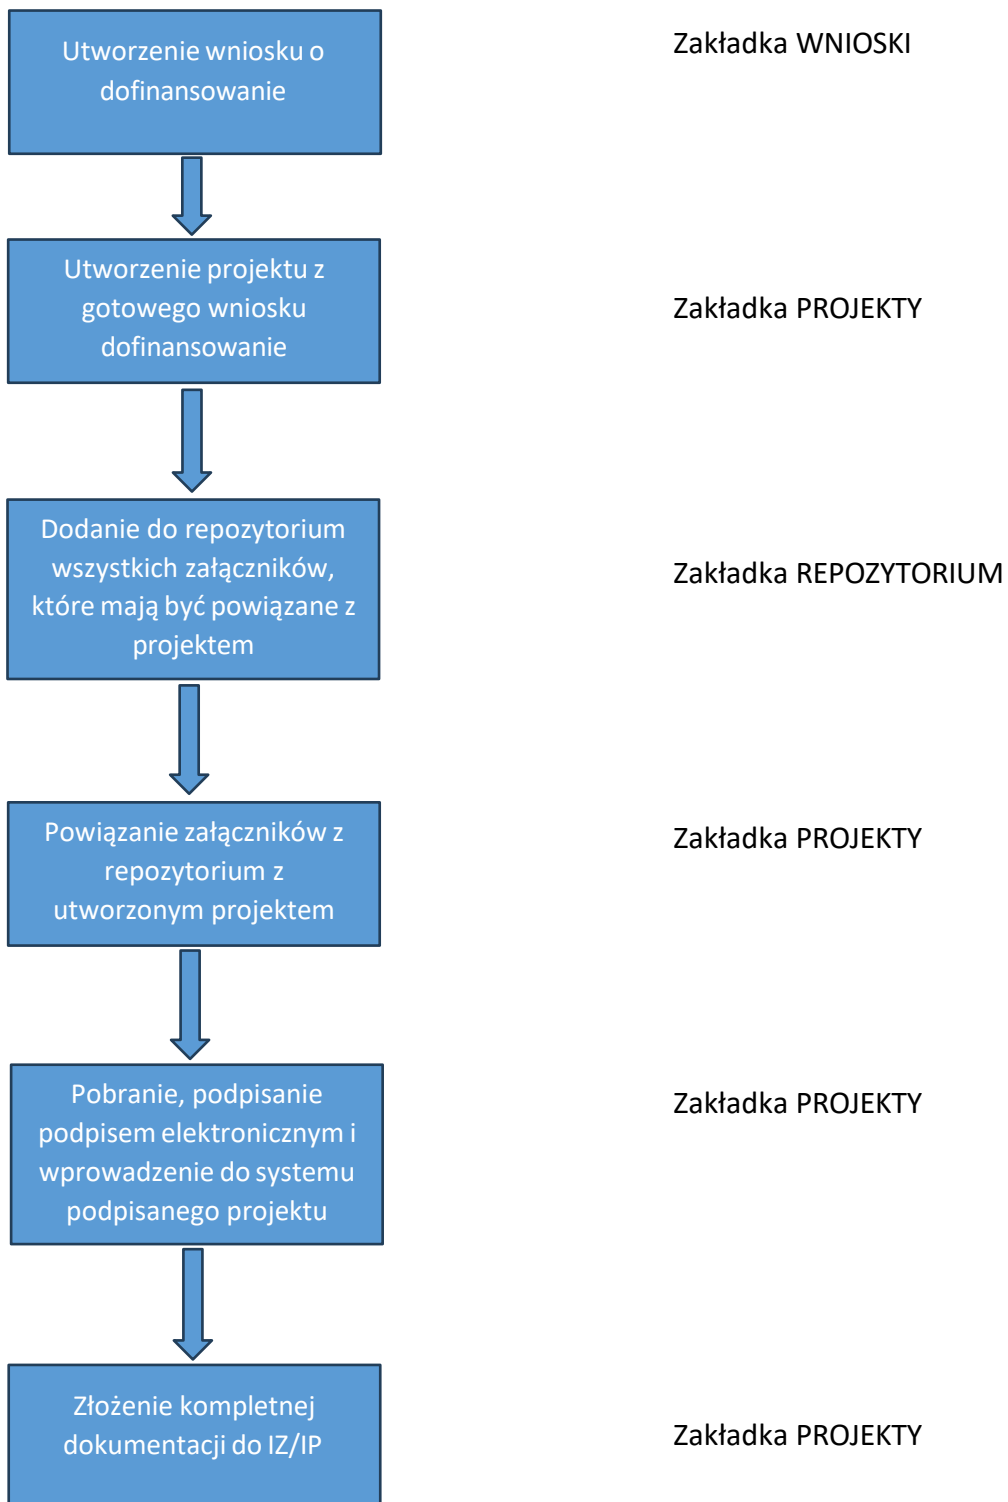 Utworzenie wniosku o
dofinansowanie
Zakładka WNIOSKI
Utworzenie projektu z
gotowego wniosku
dofinansowanie
Zakładka PROJEKTY
Dodanie do repozytorium
wszystkich załączników,
które mają być powiązane z
projektem
Zakładka REPOZYTORIUM
Powiązanie załączników z
repozytorium z
utworzonym projektem
Zakładka PROJEKTY
Pobranie, podpisanie
podpisem elektronicznym i
wprowadzenie do systemu
podpisanego projektu
Zakładka PROJEKTY
Złożenie kompletnej
dokumentacji do IZ/IP
Zakładka PROJEKTY